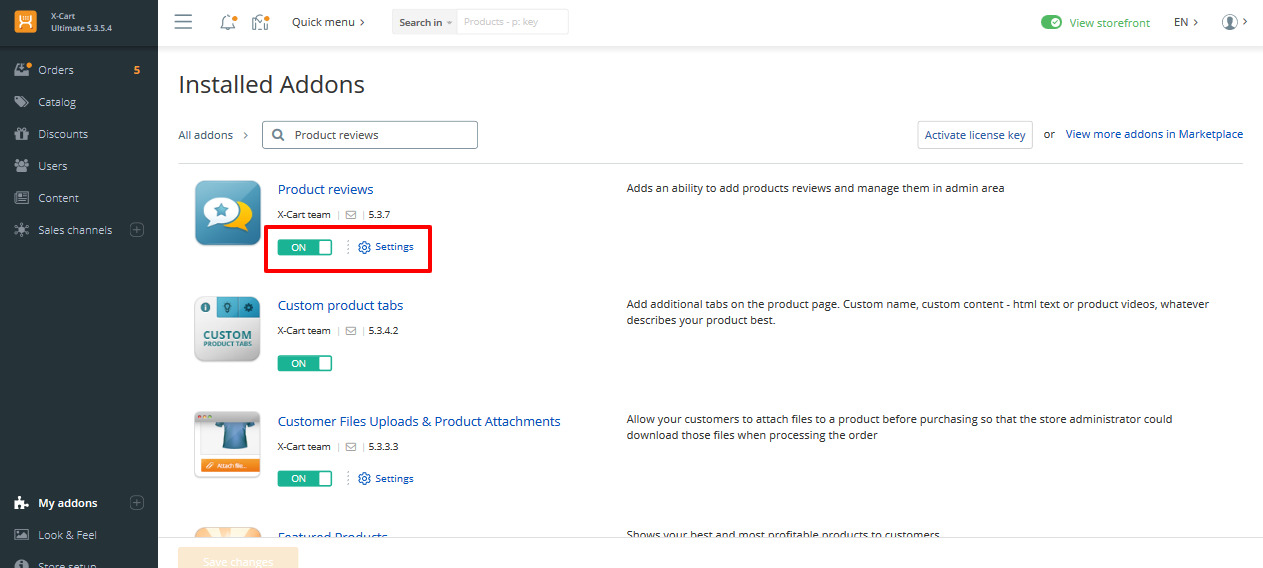 X-Cart
Ultimate 5.3.5.4
Quick menu
Search in
Products - p: key
View storefront
EN
Orders
5
Catalog
Discounts
Users
Content
Sales channels
My addons
Look & Feel
Store setup
Installed Addons
All addons
Product reviews
Activate license key
or
View more addons in Marketplace
Product reviews
X-Cart team
5.3.7
ON
Settings
Adds an ability to add products reviews and manage them in admin area
CUSTOM
PRODUCT TABS
Custom product tabs
X-Cart team
5.3.4.2
ON
Add additional tabs on the product page. Custom name, custom content - html text or product videos, whatever
describes your product best.
Attach file...
Customer Files Uploads & Product Attachments
X-Cart team
5.3.3.3
ON
Settings
Allow your customers to attach files to a product before purchasing so that the store administrator could
download those files when processing the order
Featured Products
Shows your best and most profitable products to customers
Save changes